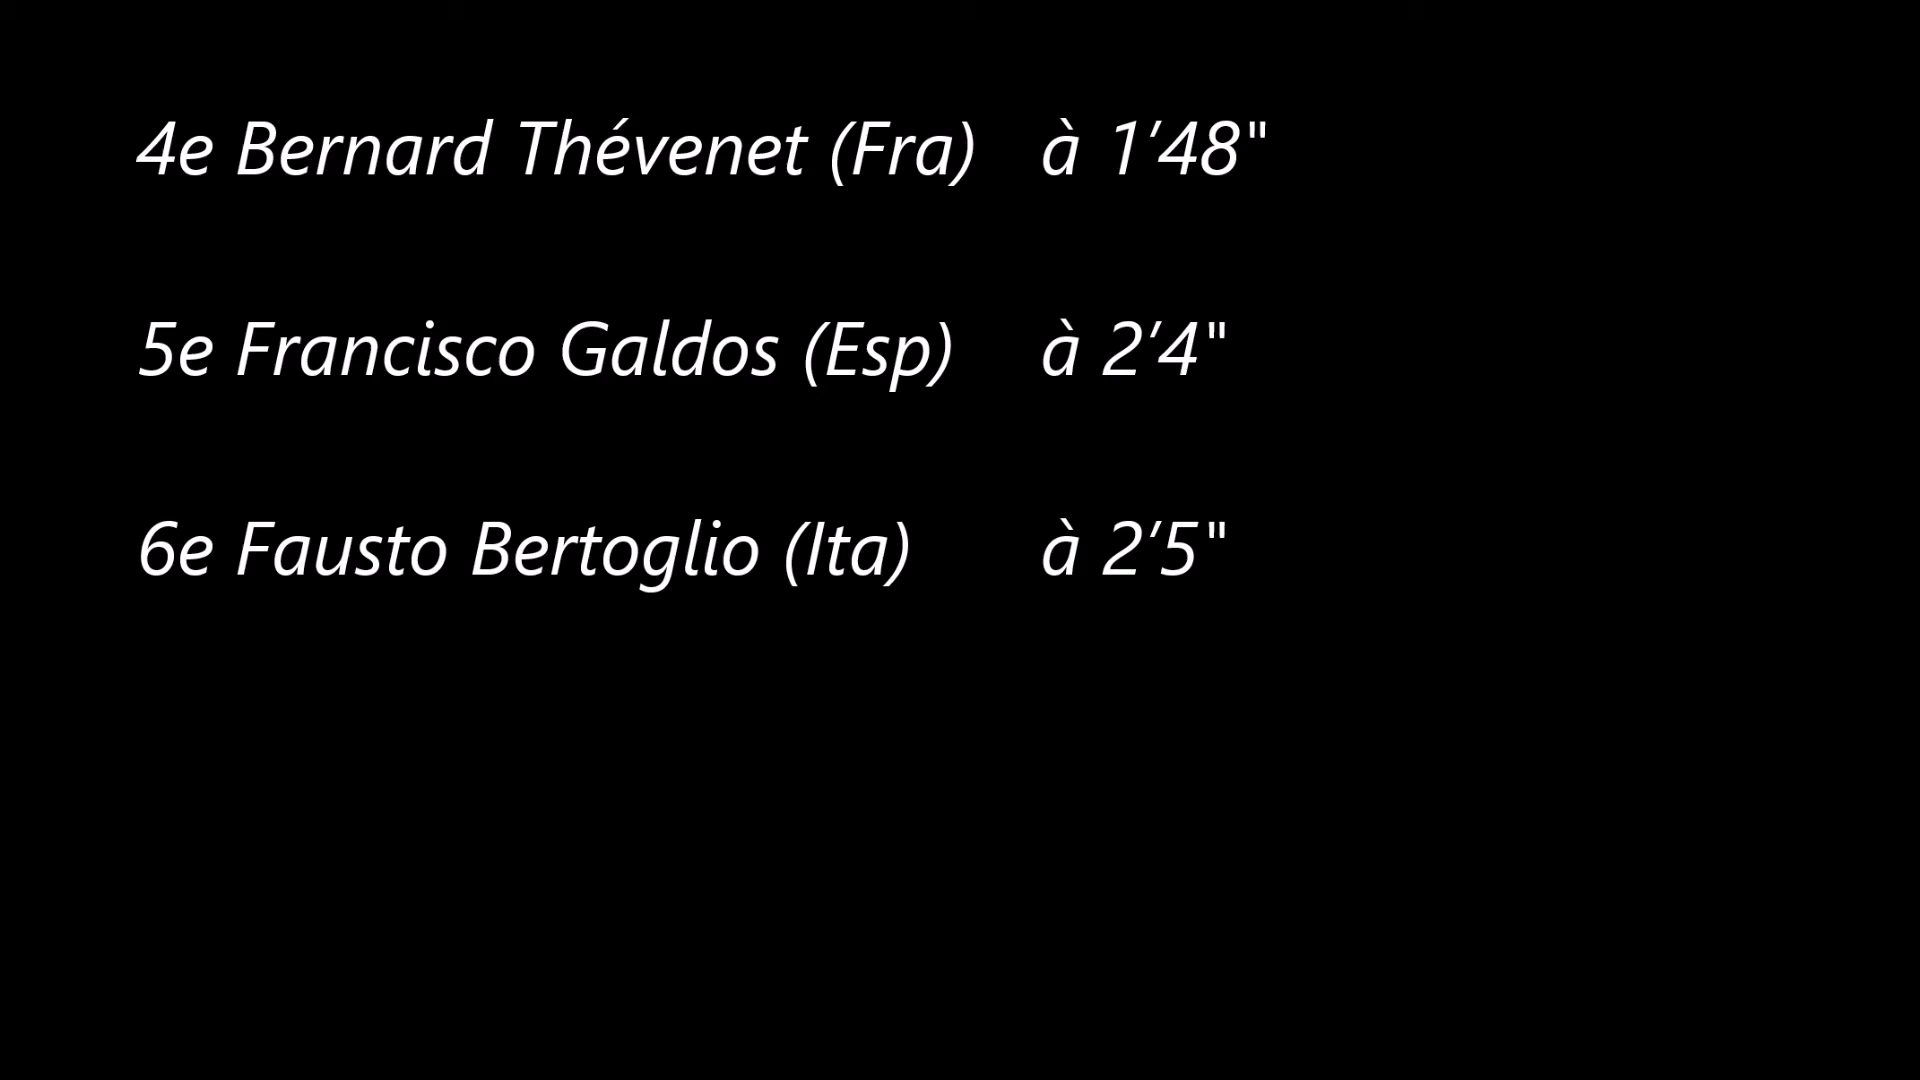 4e Bernard Thévenet (Fra) à 1’48"
5e Francisco Galdos (Esp) à 2’4"
6e Fausto Bertoglio (Ita) à 2’5"